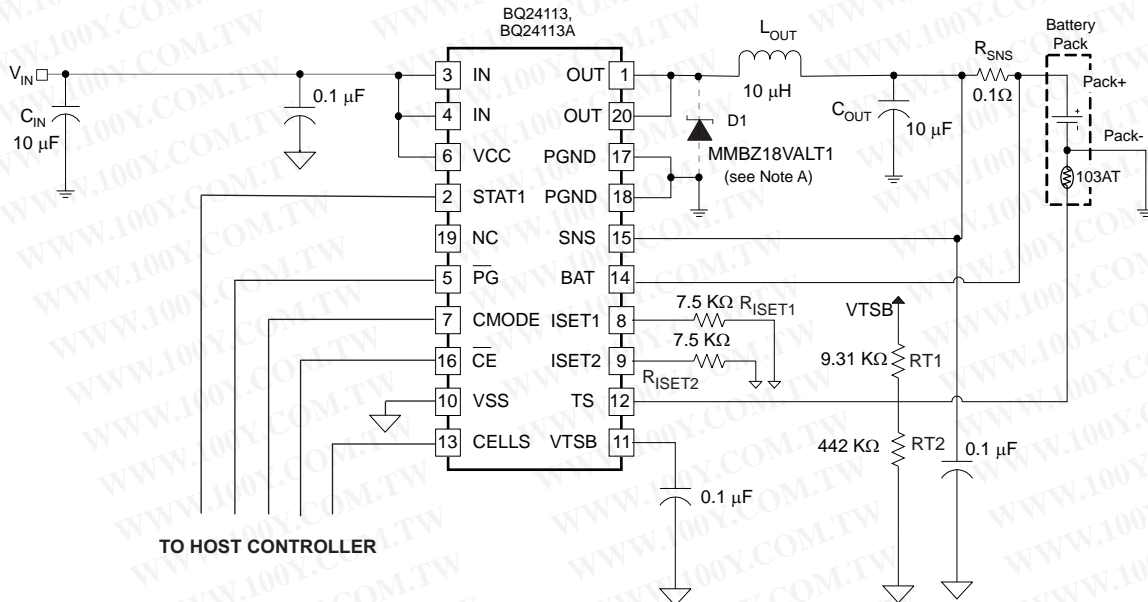 BQ24113,
BQ24113A
V_IN
C_IN
10 μF
0.1 μF
3 IN
4 IN
6 VCC
2 STAT1
19 NC
5 P̅G̅
7 CMODE
16 C̅E̅
10 VSS
13 CELLS
OUT 1
OUT 20
PGND 17
PGND 18
SNS 15
BAT 14
ISET1 8
ISET2 9
TS 12
VTSB 11
L_OUT
10 μH
D1
MMBZ18VALT1
(see Note A)
C_OUT
10 μF
R_SNS
0.1Ω
Battery
Pack
Pack+
+
-
Pack-
103AT
7.5 KΩ R_ISET1
7.5 KΩ
R_ISET2
VTSB
9.31 KΩ RT1
442 KΩ RT2
0.1 μF
0.1 μF
TO HOST CONTROLLER
WWW.100Y.COM.TW